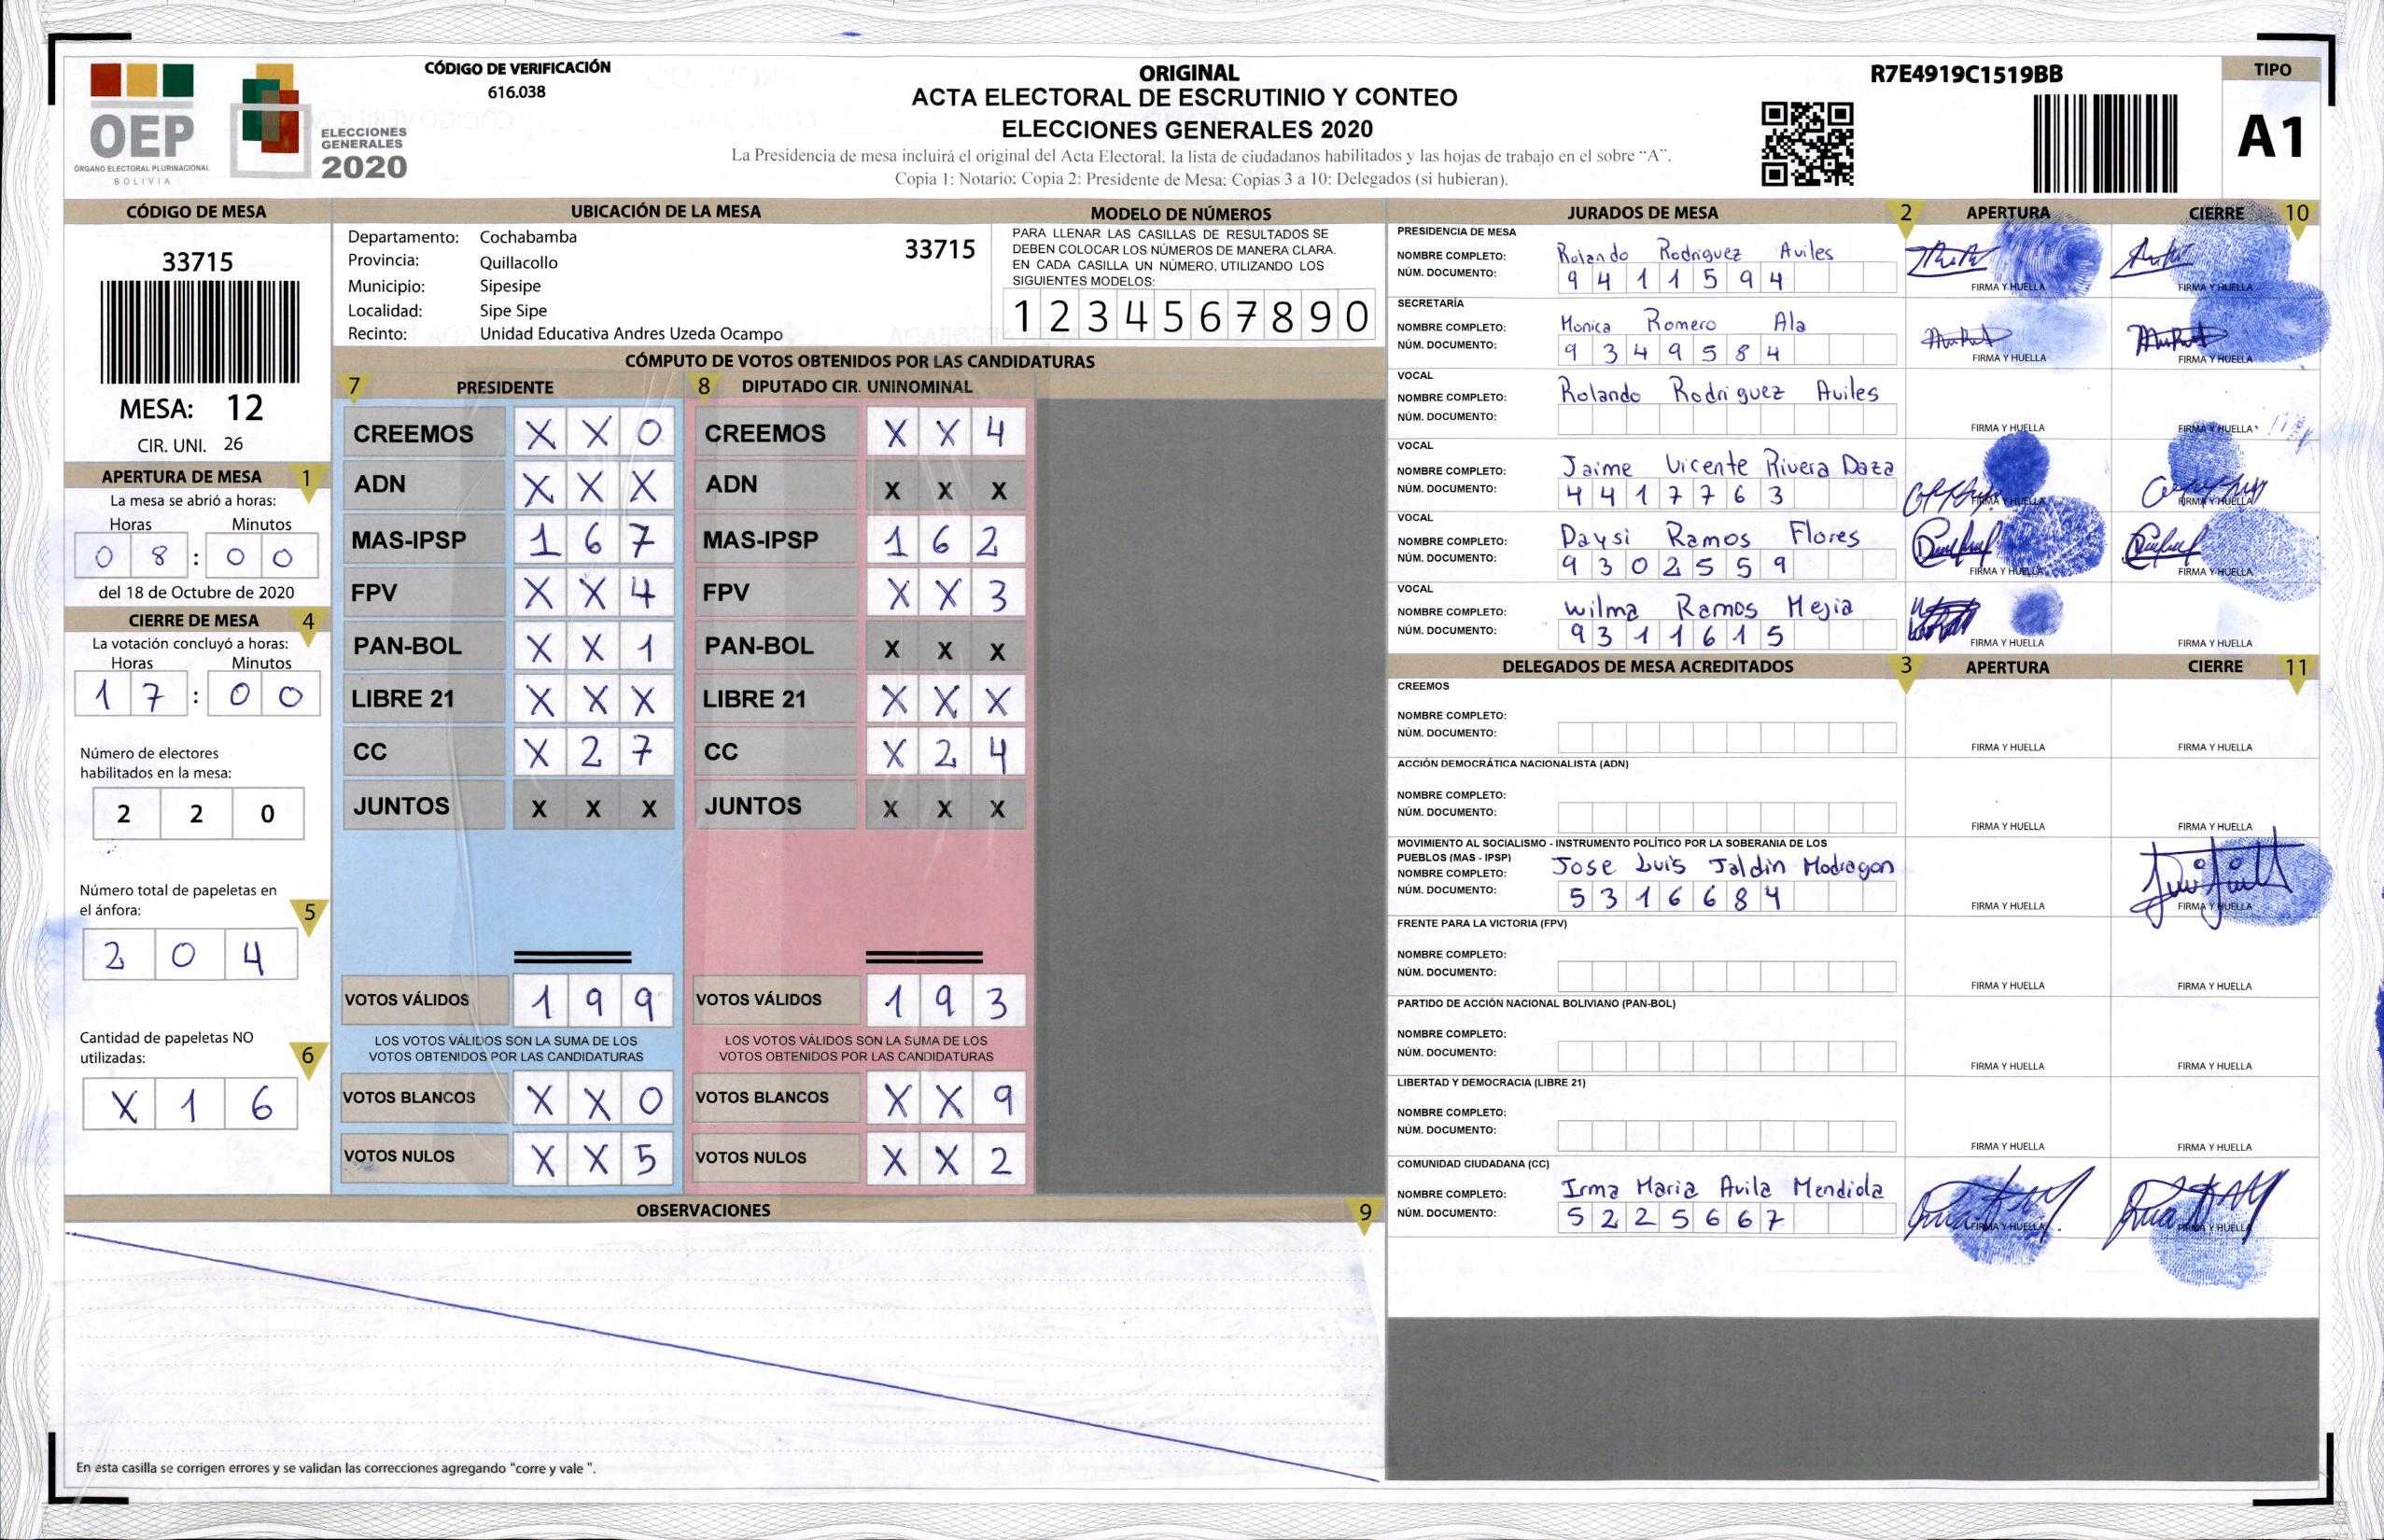 CÓDIGO DE VERIFICACIÓN
616.038
OEP
ÓRGANO ELECTORAL PLURINACIONAL
BOLIVIA
ELECCIONES
GENERALES
2020
ORIGINAL
ACTA ELECTORAL DE ESCRUTINIO Y CONTEO
ELECCIONES GENERALES 2020
La Presidencia de mesa incluirá el original del Acta Electoral, la lista de ciudadanos habilitados y las hojas de trabajo en el sobre "A".
Copia 1: Notario; Copia 2: Presidente de Mesa; Copias 3 a 10: Delegados (si hubieran).
R7E4919C1519BB
TIPO
A1
CÓDIGO DE MESA
33715
MESA: 12
CIR. UNI. 26
APERTURA DE MESA 1
La mesa se abrió a horas:
Horas Minutos
0 8 : 0 0
del 18 de Octubre de 2020
CIERRE DE MESA 4
La votación concluyó a horas:
Horas Minutos
1 7 : 0 0
Número de electores
habilitados en la mesa:
2 2 0
Número total de papeletas en
el ánfora: 5
2 0 4
Cantidad de papeletas NO
utilizadas: 6
X 1 6
UBICACIÓN DE LA MESA
Departamento: Cochabamba
33715
Provincia: Quillacollo
Municipio: Sipesipe
Localidad: Sipe Sipe
Recinto: Unidad Educativa Andres Uzeda Ocampo
MODELO DE NÚMEROS
PARA LLENAR LAS CASILLAS DE RESULTADOS SE
DEBEN COLOCAR LOS NÚMEROS DE MANERA CLARA.
EN CADA CASILLA UN NÚMERO, UTILIZANDO LOS
SIGUIENTES MODELOS:
1 2 3 4 5 6 7 8 9 0
CÓMPUTO DE VOTOS OBTENIDOS POR LAS CANDIDATURAS
7 PRESIDENTE 8 DIPUTADO CIR. UNINOMINAL
CREEMOS X X 0 CREEMOS X X 4
ADN X X X ADN X X X
MAS-IPSP 1 6 7 MAS-IPSP 1 6 2
FPV X X 4 FPV X X 3
PAN-BOL X X 1 PAN-BOL X X X
LIBRE 21 X X X LIBRE 21 X X X
CC X 2 7 CC X 2 4
JUNTOS X X X JUNTOS X X X
VOTOS VÁLIDOS 1 9 9 VOTOS VÁLIDOS 1 9 3
LOS VOTOS VÁLIDOS SON LA SUMA DE LOS LOS VOTOS VÁLIDOS SON LA SUMA DE LOS
VOTOS OBTENIDOS POR LAS CANDIDATURAS VOTOS OBTENIDOS POR LAS CANDIDATURAS
VOTOS BLANCOS X X 0 VOTOS BLANCOS X X 9
VOTOS NULOS X X 5 VOTOS NULOS X X 2
OBSERVACIONES 9
En esta casilla se corrigen errores y se validan las correcciones agregando "corre y vale ".
JURADOS DE MESA 2 APERTURA CIERRE 10
PRESIDENCIA DE MESA
NOMBRE COMPLETO: Rolando Rodriguez Aviles
NÚM. DOCUMENTO: 9 4 1 1 5 9 4
FIRMA Y HUELLA FIRMA Y HUELLA
SECRETARÍA
NOMBRE COMPLETO: Monica Romero Ala
NÚM. DOCUMENTO: 9 3 4 9 5 8 4
FIRMA Y HUELLA FIRMA Y HUELLA
VOCAL
NOMBRE COMPLETO: Rolando Rodriguez Aviles
NÚM. DOCUMENTO:
FIRMA Y HUELLA FIRMA Y HUELLA
VOCAL
NOMBRE COMPLETO: Jaime Vicente Rivera Daza
NÚM. DOCUMENTO: 4 4 1 7 7 6 3
FIRMA Y HUELLA FIRMA Y HUELLA
VOCAL
NOMBRE COMPLETO: Daysi Ramos Flores
NÚM. DOCUMENTO: 9 3 0 2 5 5 9
FIRMA Y HUELLA FIRMA Y HUELLA
VOCAL
NOMBRE COMPLETO: Wilma Ramos Mejia
NÚM. DOCUMENTO: 9 3 1 1 6 1 5
FIRMA Y HUELLA FIRMA Y HUELLA
DELEGADOS DE MESA ACREDITADOS 3 APERTURA CIERRE 11
CREEMOS
NOMBRE COMPLETO:
NÚM. DOCUMENTO:
FIRMA Y HUELLA FIRMA Y HUELLA
ACCIÓN DEMOCRÁTICA NACIONALISTA (ADN)
NOMBRE COMPLETO:
NÚM. DOCUMENTO:
FIRMA Y HUELLA FIRMA Y HUELLA
MOVIMIENTO AL SOCIALISMO - INSTRUMENTO POLÍTICO POR LA SOBERANIA DE LOS
PUEBLOS (MAS - IPSP)
NOMBRE COMPLETO: Jose Luis Jaldin Modragon
NÚM. DOCUMENTO: 5 3 1 6 6 8 4
FIRMA Y HUELLA FIRMA Y HUELLA
FRENTE PARA LA VICTORIA (FPV)
NOMBRE COMPLETO:
NÚM. DOCUMENTO:
FIRMA Y HUELLA FIRMA Y HUELLA
PARTIDO DE ACCIÓN NACIONAL BOLIVIANO (PAN-BOL)
NOMBRE COMPLETO:
NÚM. DOCUMENTO:
FIRMA Y HUELLA FIRMA Y HUELLA
LIBERTAD Y DEMOCRACIA (LIBRE 21)
NOMBRE COMPLETO:
NÚM. DOCUMENTO:
FIRMA Y HUELLA FIRMA Y HUELLA
COMUNIDAD CIUDADANA (CC)
NOMBRE COMPLETO: Irma Maria Avila Mendiola
NÚM. DOCUMENTO: 5 2 2 5 6 6 7
FIRMA Y HUELLA FIRMA Y HUELLA